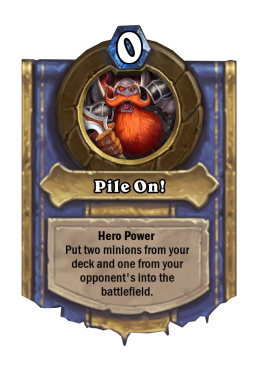 0
Pile On!
Hero Power
Put two minions from your
deck and one from your
opponent's into the
battlefield.